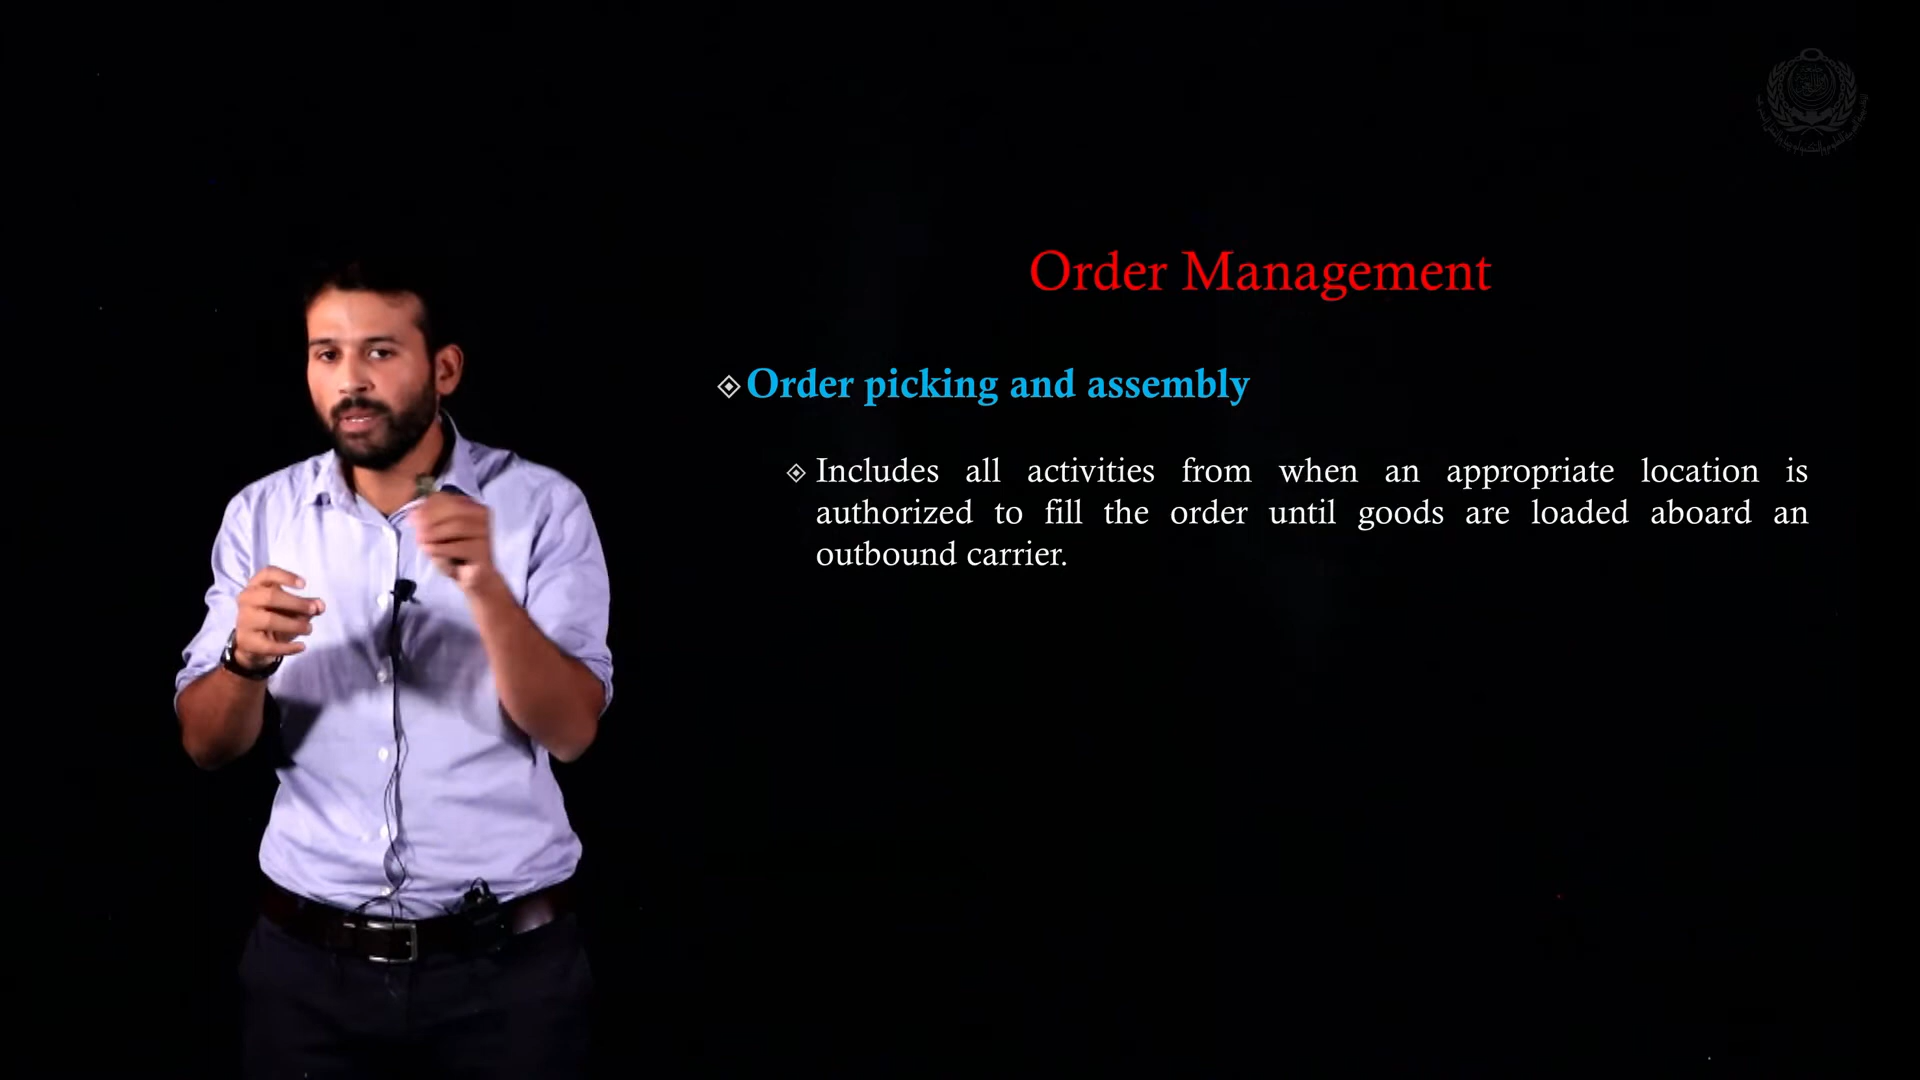 Order Management
Order picking and assembly
Includes all activities from when an appropriate location is
authorized to fill the order until goods are loaded aboard an
outbound carrier.